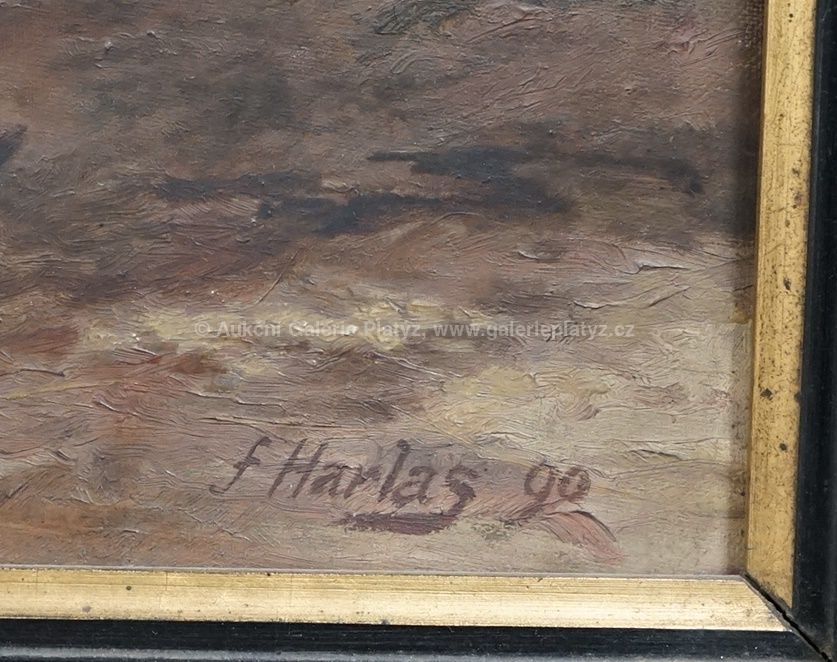 © Aukční Galerie Platýz, www.galerieplatyz.cz
f Harlas 90